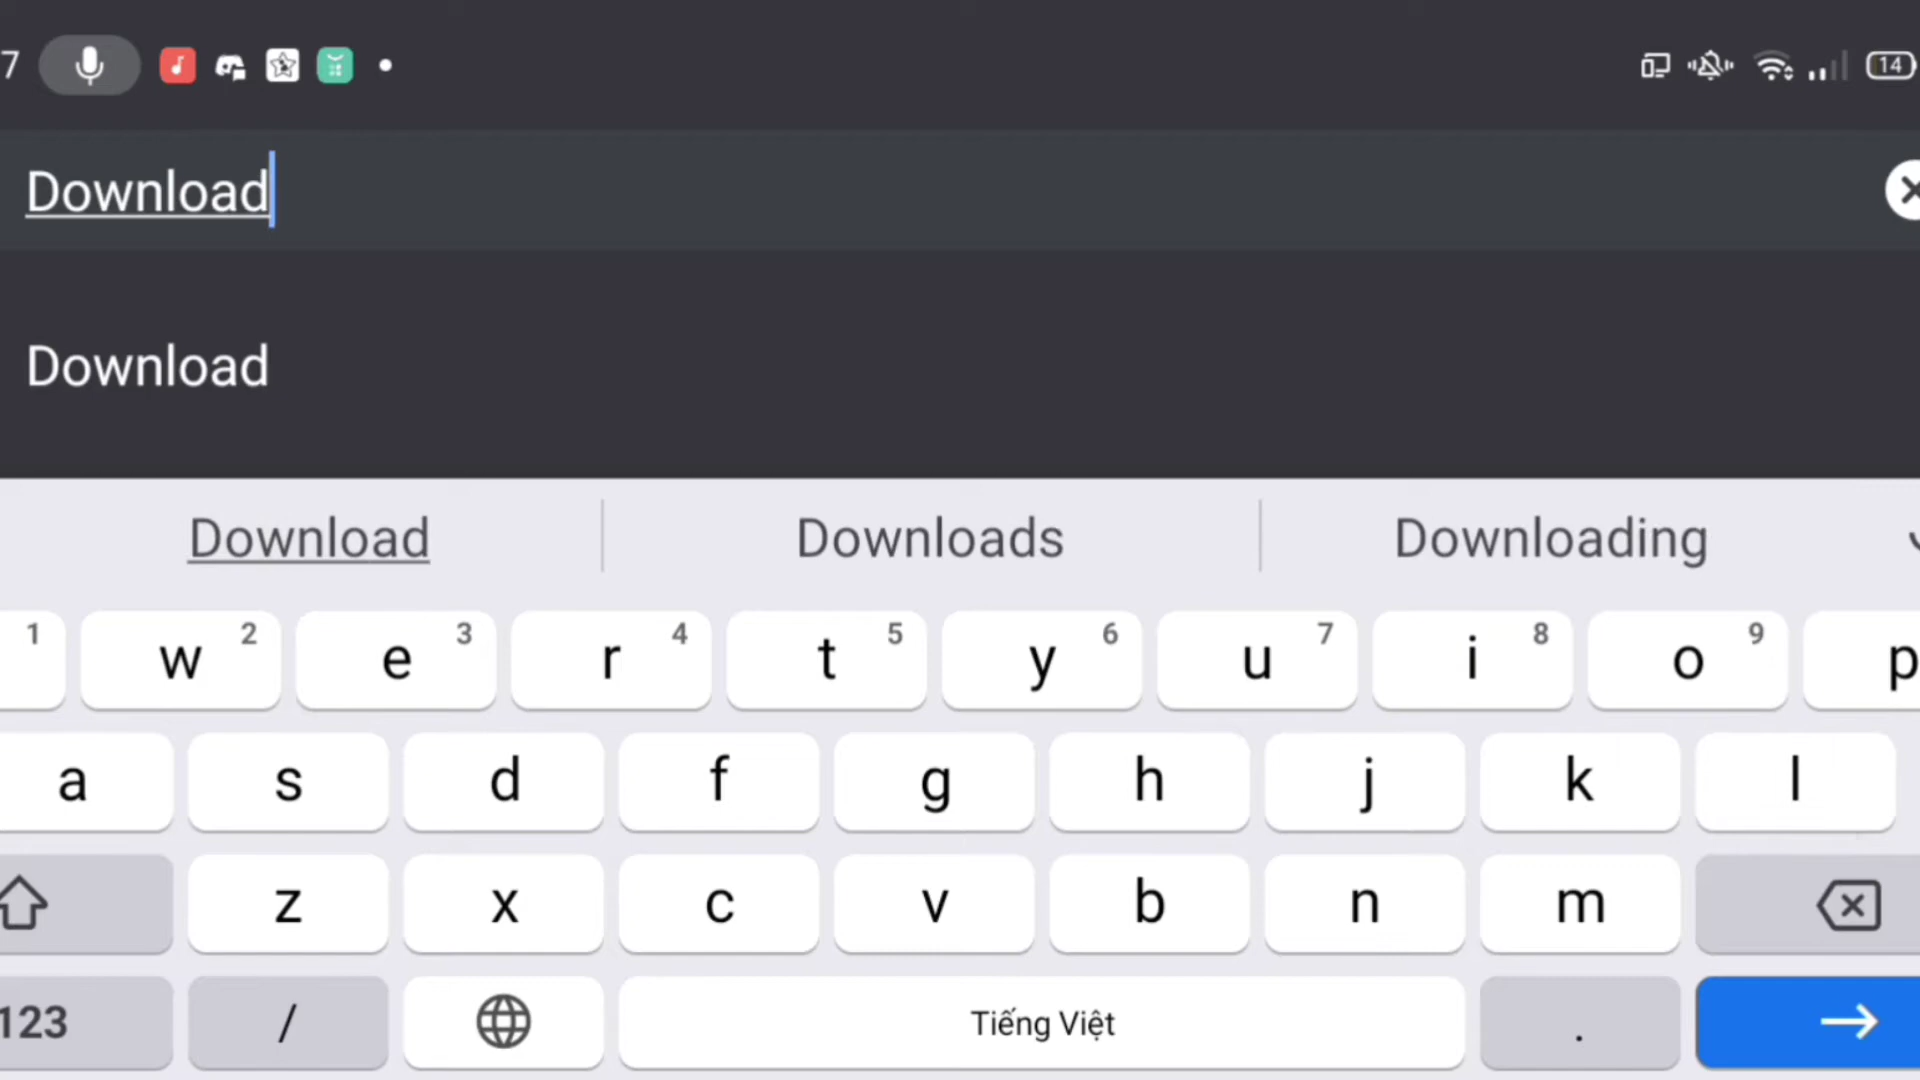 7 14
Download
Download
Download Downloads Downloading
1 w 2 e 3 r 4 t 5 y 6 u 7 i 8 o 9 p
a s d f g h j k l
z x c v b n m
123 / Tiếng Việt .